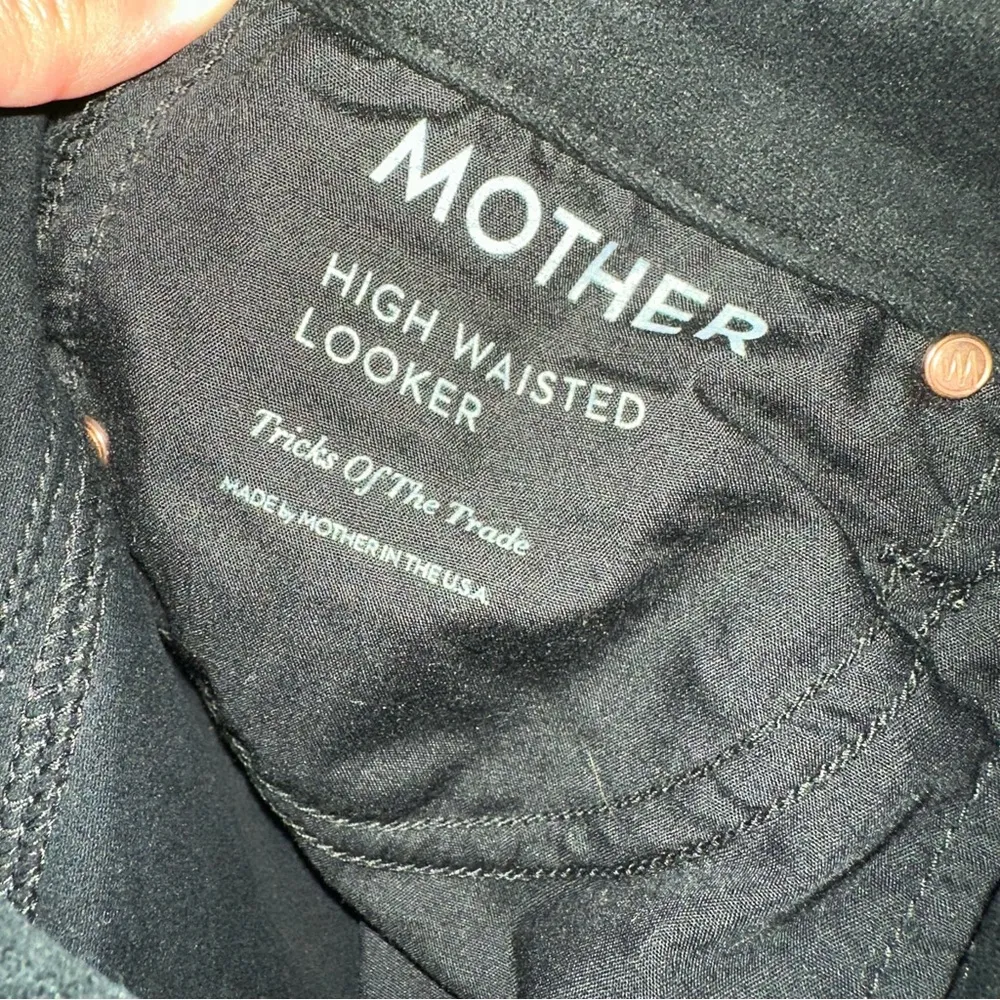 MOTHER
HIGH WAISTED
LOOKER
Tricks Of The Trade
MADE by MOTHER IN THE U.S.A.
M